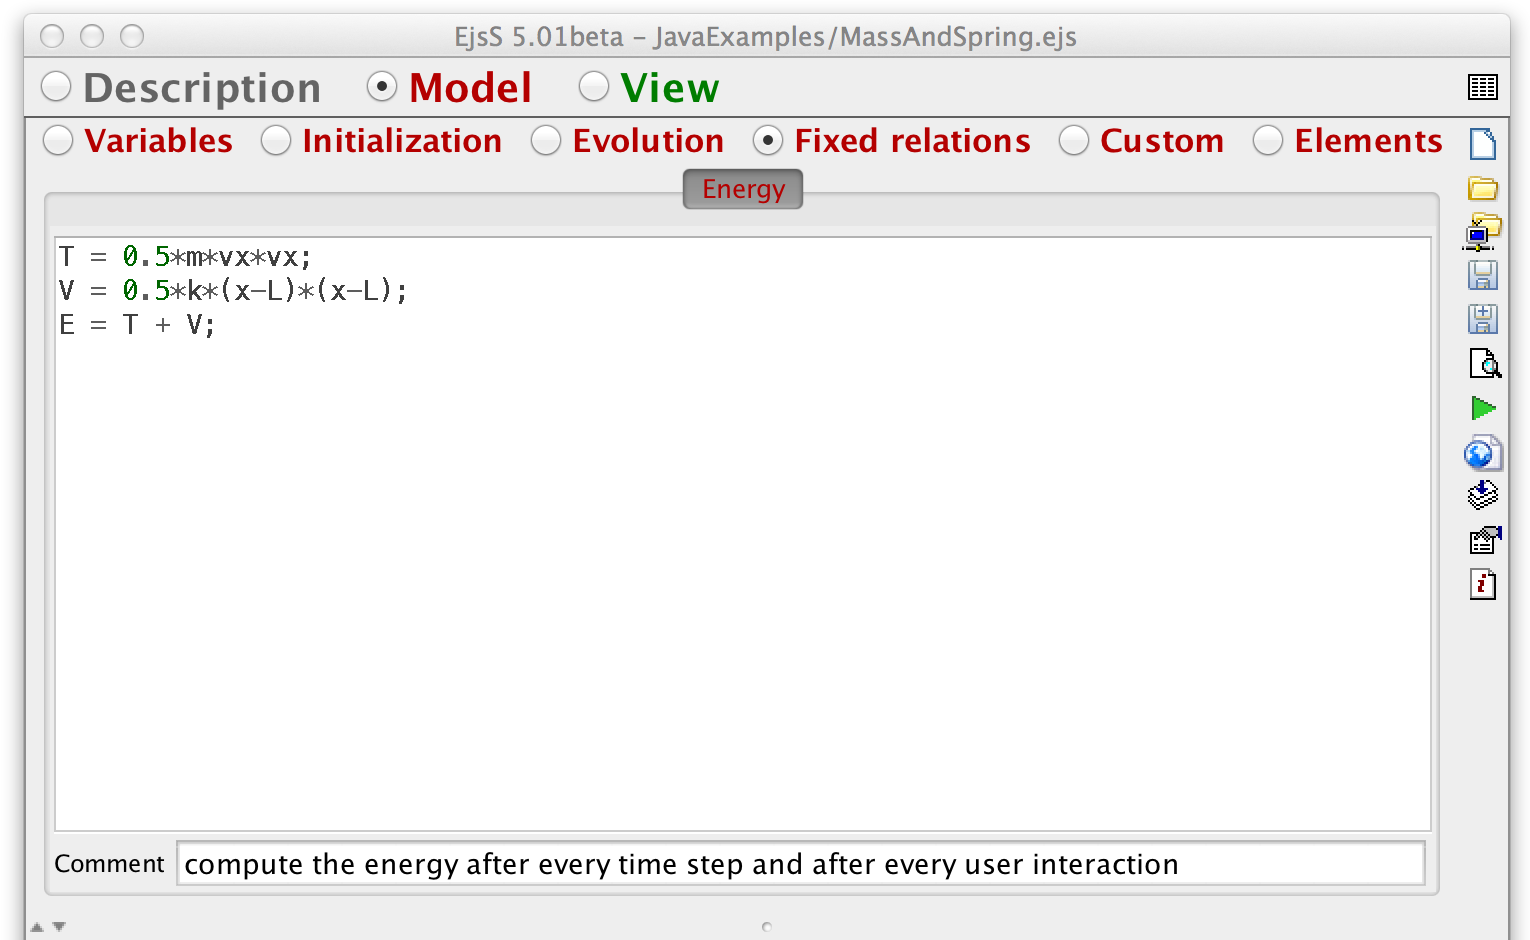 EjsS 5.01beta – JavaExamples/MassAndSpring.ejs
Description Model View
Variables Initialization Evolution Fixed relations Custom Elements
Energy
T = 0.5*m*vx*vx;
V = 0.5*k*(x-L)*(x-L);
E = T + V;
Comment compute the energy after every time step and after every user interaction